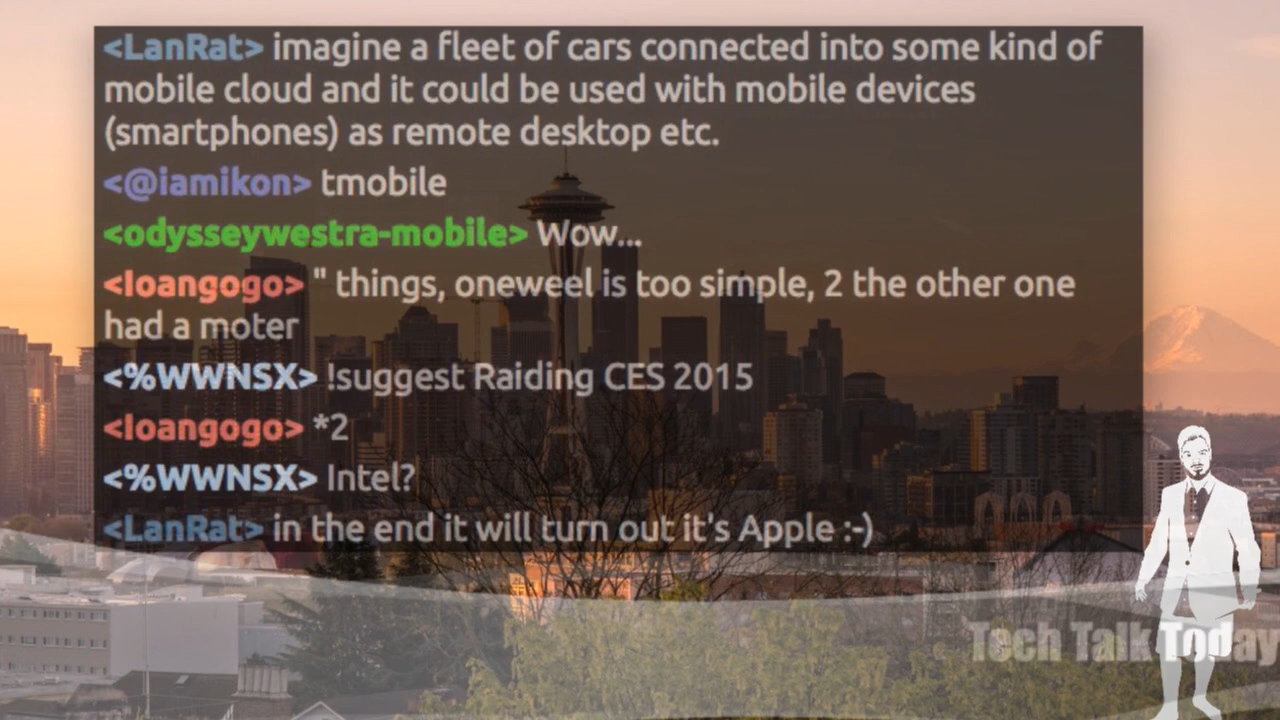 <LanRat> imagine a fleet of cars connected into some kind of
mobile cloud and it could be used with mobile devices
(smartphones) as remote desktop etc.
<@iamikon> tmobile
<odysseywestra-mobile> Wow...
<loangogo> " things, oneweel is too simple, 2 the other one
had a moter
<%WWNSX> !suggest Raiding CES 2015
<loangogo> *2
<%WWNSX> Intel?
<LanRat> in the end it will turn out it's Apple :-)
Tech Talk Today